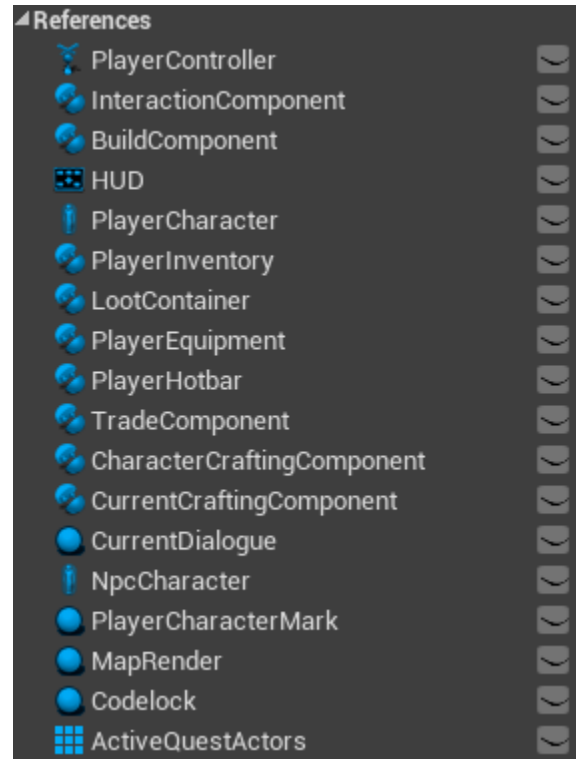 References
PlayerController
InteractionComponent
BuildComponent
HUD
PlayerCharacter
PlayerInventory
LootContainer
PlayerEquipment
PlayerHotbar
TradeComponent
CharacterCraftingComponent
CurrentCraftingComponent
CurrentDialogue
NpcCharacter
PlayerCharacterMark
MapRender
Codelock
ActiveQuestActors